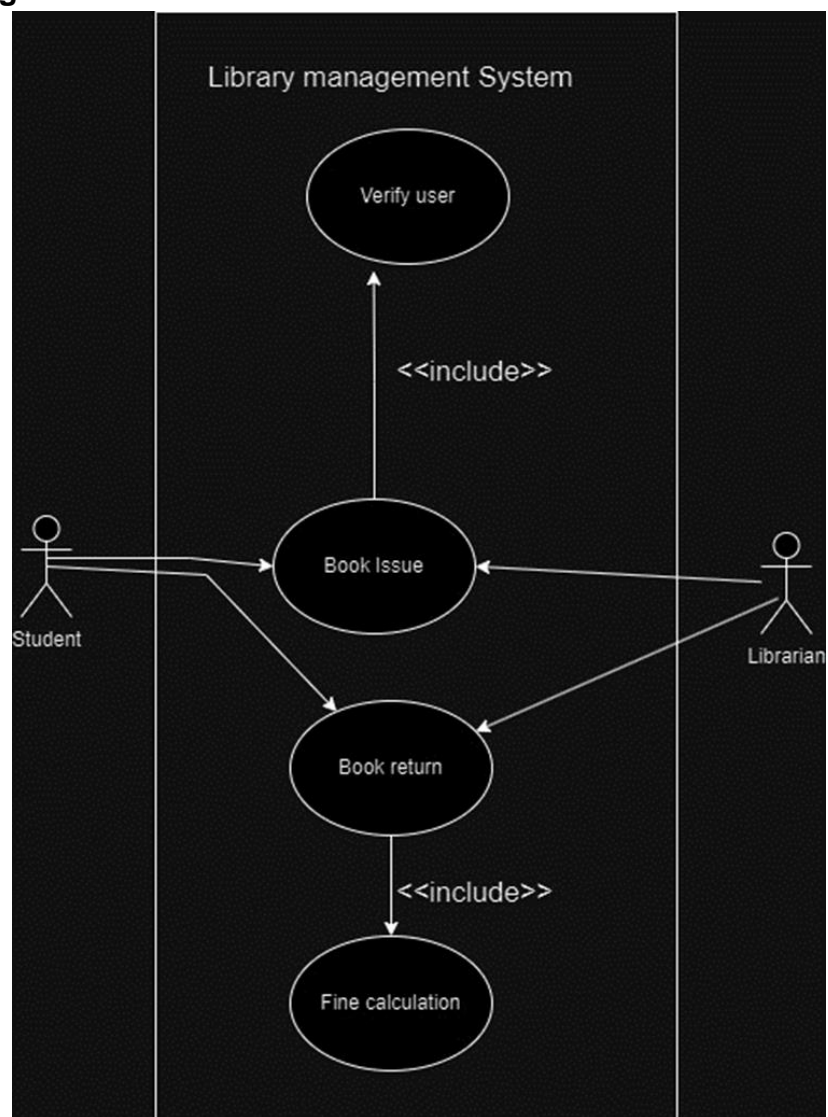 Library management System
Verify user
<<include>>
Book Issue
Student
Librarian
Book return
<<include>>
Fine calculation